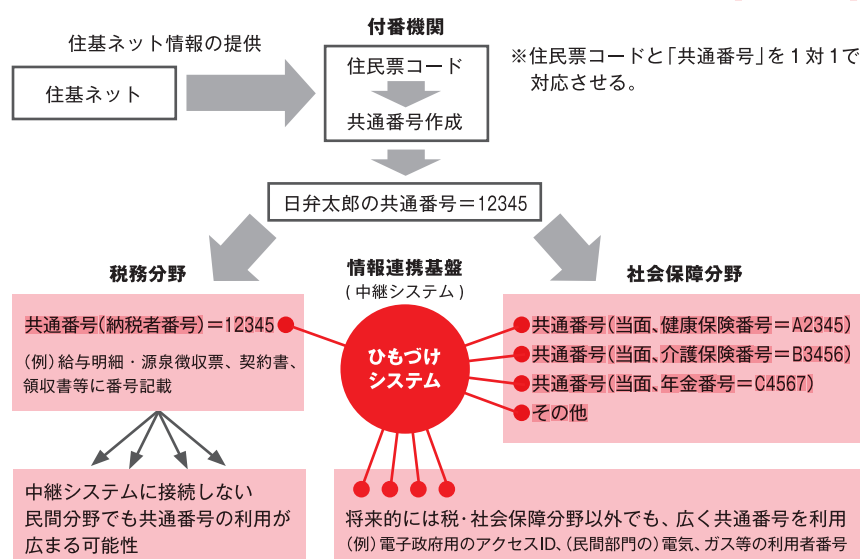 付番機関
住基ネット情報の提供
住民票コード
※住民票コードと「共通番号」を1対1で
対応させる。
住基ネット
共通番号作成
日弁太郎の共通番号＝12345
税務分野
情報連携基盤
(中継システム)
社会保障分野
共通番号(納税者番号)＝12345
(例)給与明細・源泉徴収票、契約書、
領収書等に番号記載
ひもづけ
システム
共通番号(当面、健康保険番号＝A2345)
共通番号(当面、介護保険番号＝B3456)
共通番号(当面、年金番号＝C4567)
その他
中継システムに接続しない
民間分野でも共通番号の利用が
広まる可能性
将来的には税・社会保障分野以外でも、広く共通番号を利用
(例)電子政府用のアクセスID、(民間部門の)電気、ガス等の利用者番号